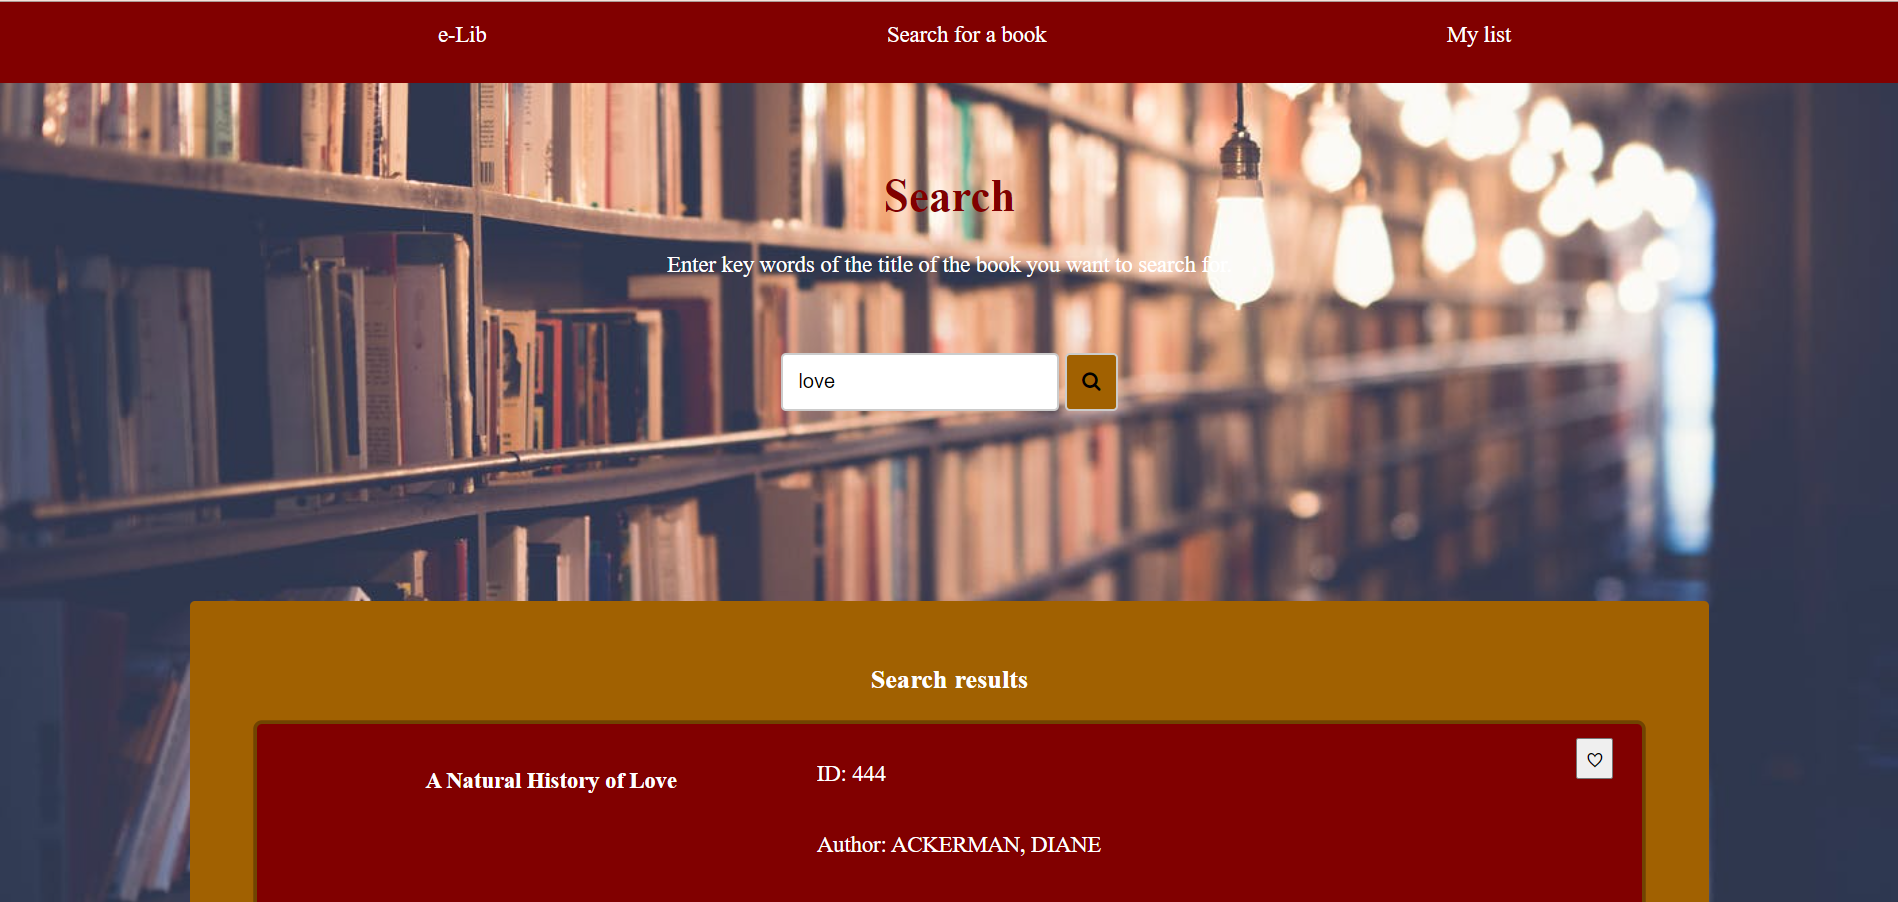 e-Lib Search for a book My list
Search
Enter key words of the title of the book you want to search for.
love
Search results
A Natural History of Love
ID: 444
Author: ACKERMAN, DIANE